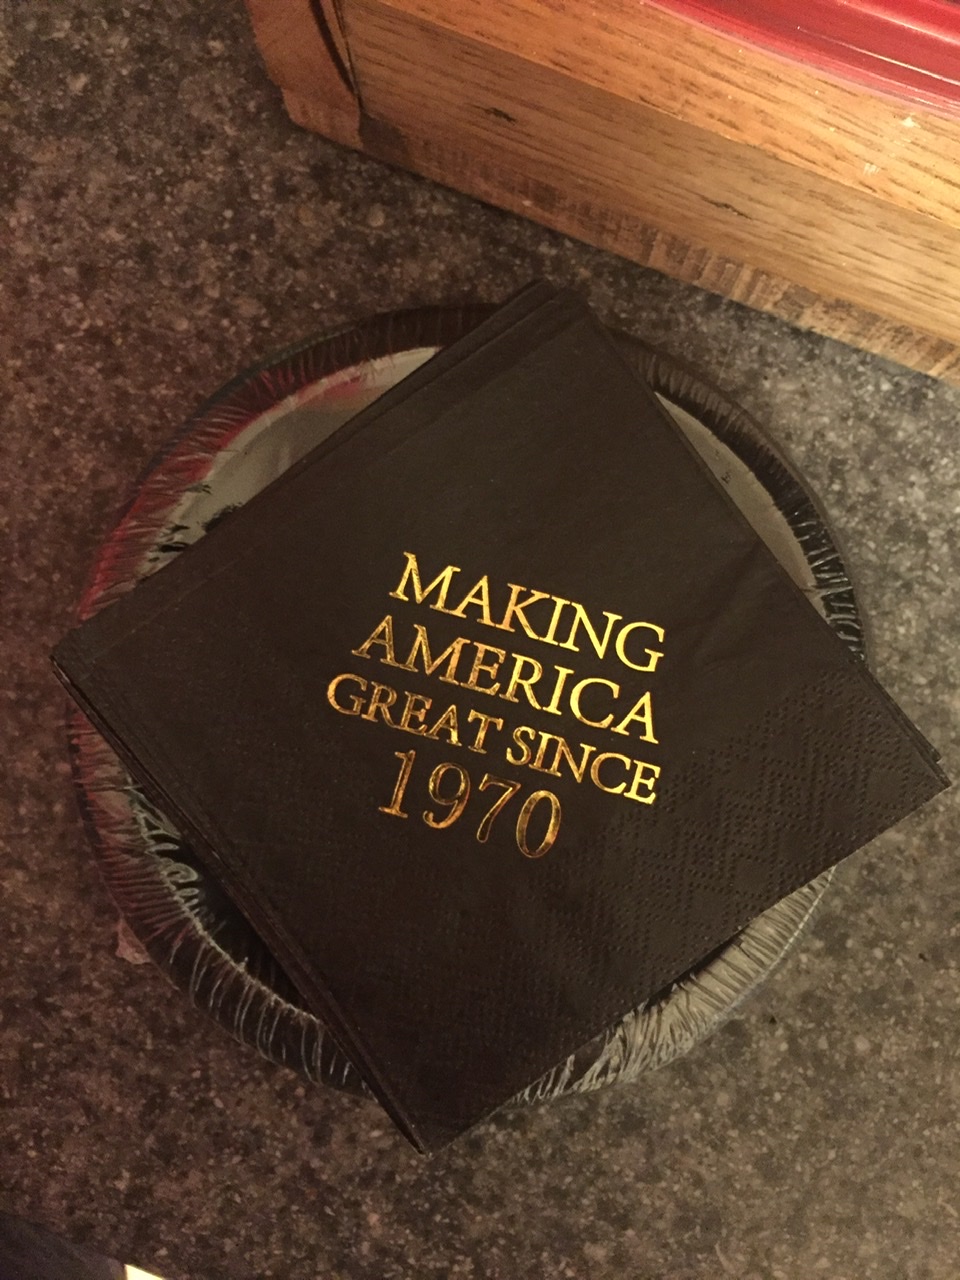 MAKING
AMERICA
GREAT SINCE
1970